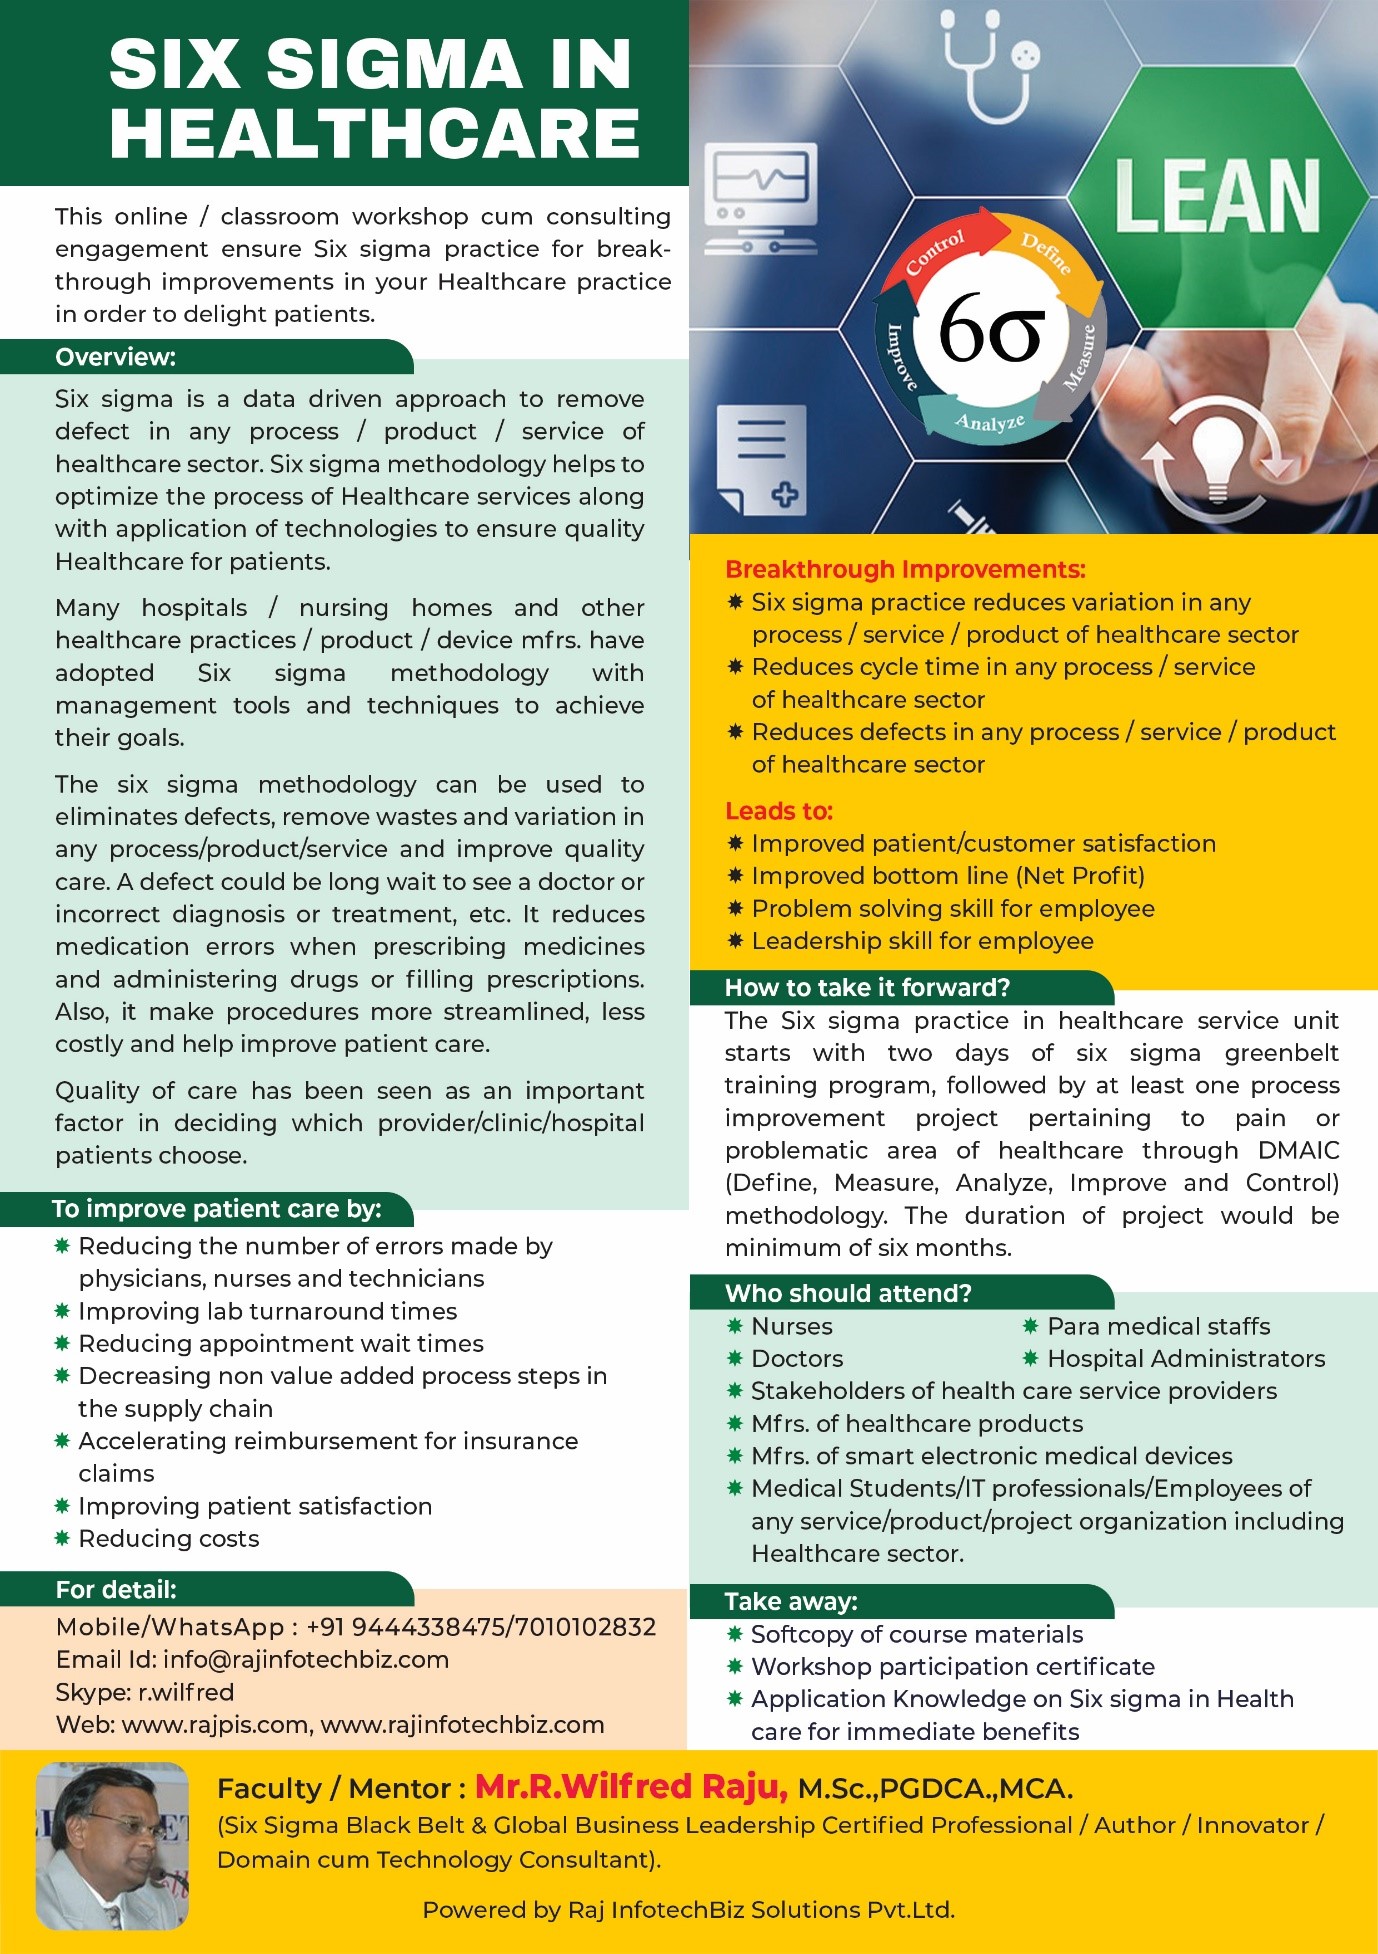 SIX SIGMA IN
HEALTHCARE
This online / classroom workshop cum consulting
engagement ensure Six sigma practice for break-
through improvements in your Healthcare practice
in order to delight patients.
Overview:
Six sigma is a data driven approach to remove
defect in any process / product / service of
healthcare sector. Six sigma methodology helps to
optimize the process of Healthcare services along
with application of technologies to ensure quality
Healthcare for patients.
Many hospitals / nursing homes and other
healthcare practices / product / device mfrs. have
adopted Six sigma methodology with
management tools and techniques to achieve
their goals.
The six sigma methodology can be used to
eliminates defects, remove wastes and variation in
any process/product/service and improve quality
care. A defect could be long wait to see a doctor or
incorrect diagnosis or treatment, etc. It reduces
medication errors when prescribing medicines
and administering drugs or filling prescriptions.
Also, it make procedures more streamlined, less
costly and help improve patient care.
Quality of care has been seen as an important
factor in deciding which provider/clinic/hospital
patients choose.
To improve patient care by:
Reducing the number of errors made by
physicians, nurses and technicians
Improving lab turnaround times
Reducing appointment wait times
Decreasing non value added process steps in
the supply chain
Accelerating reimbursement for insurance
claims
Improving patient satisfaction
Reducing costs
For detail:
Mobile/WhatsApp : +91 9444338475/7010102832
Email Id: info@rajinfotechbiz.com
Skype: r.wilfred
Web: www.rajpis.com, www.rajinfotechbiz.com
LEAN
Control
Define
Measure
Analyze
Improve
6σ
Breakthrough Improvements:
Six sigma practice reduces variation in any
process / service / product of healthcare sector
Reduces cycle time in any process / service
of healthcare sector
Reduces defects in any process / service / product
of healthcare sector
Leads to:
Improved patient/customer satisfaction
Improved bottom line (Net Profit)
Problem solving skill for employee
Leadership skill for employee
How to take it forward?
The Six sigma practice in healthcare service unit
starts with two days of six sigma greenbelt
training program, followed by at least one process
improvement project pertaining to pain or
problematic area of healthcare through DMAIC
(Define, Measure, Analyze, Improve and Control)
methodology. The duration of project would be
minimum of six months.
Who should attend?
Nurses
Para medical staffs
Doctors
Hospital Administrators
Stakeholders of health care service providers
Mfrs. of healthcare products
Mfrs. of smart electronic medical devices
Medical Students/IT professionals/Employees of
any service/product/project organization including
Healthcare sector.
Take away:
Softcopy of course materials
Workshop participation certificate
Application Knowledge on Six sigma in Health
care for immediate benefits
Faculty / Mentor : Mr.R.Wilfred Raju, M.Sc.,PGDCA.,MCA.
(Six Sigma Black Belt & Global Business Leadership Certified Professional / Author / Innovator /
Domain cum Technology Consultant).
Powered by Raj InfotechBiz Solutions Pvt.Ltd.